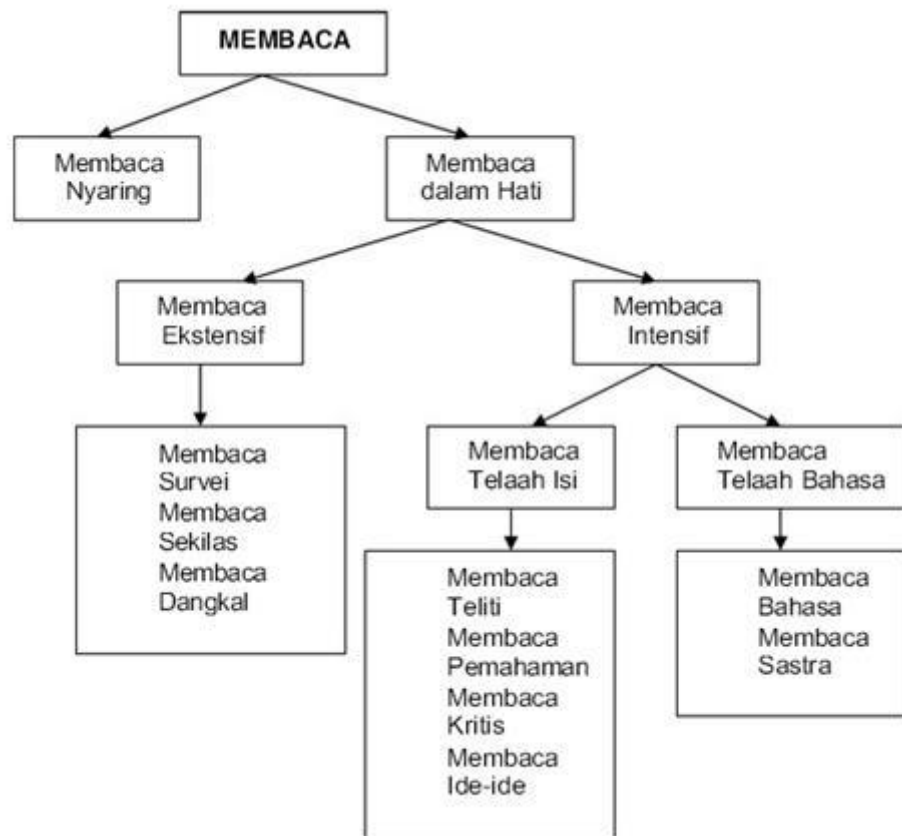 MEMBACA
Membaca
Nyaring
Membaca
dalam Hati
Membaca
Ekstensif
Membaca
Intensif
Membaca
Survei
Membaca
Sekilas
Membaca
Dangkal
Membaca
Telaah Isi
Membaca
Telaah Bahasa
Membaca
Teliti
Membaca
Pemahaman
Membaca
Kritis
Membaca
Ide-ide
Membaca
Bahasa
Membaca
Sastra